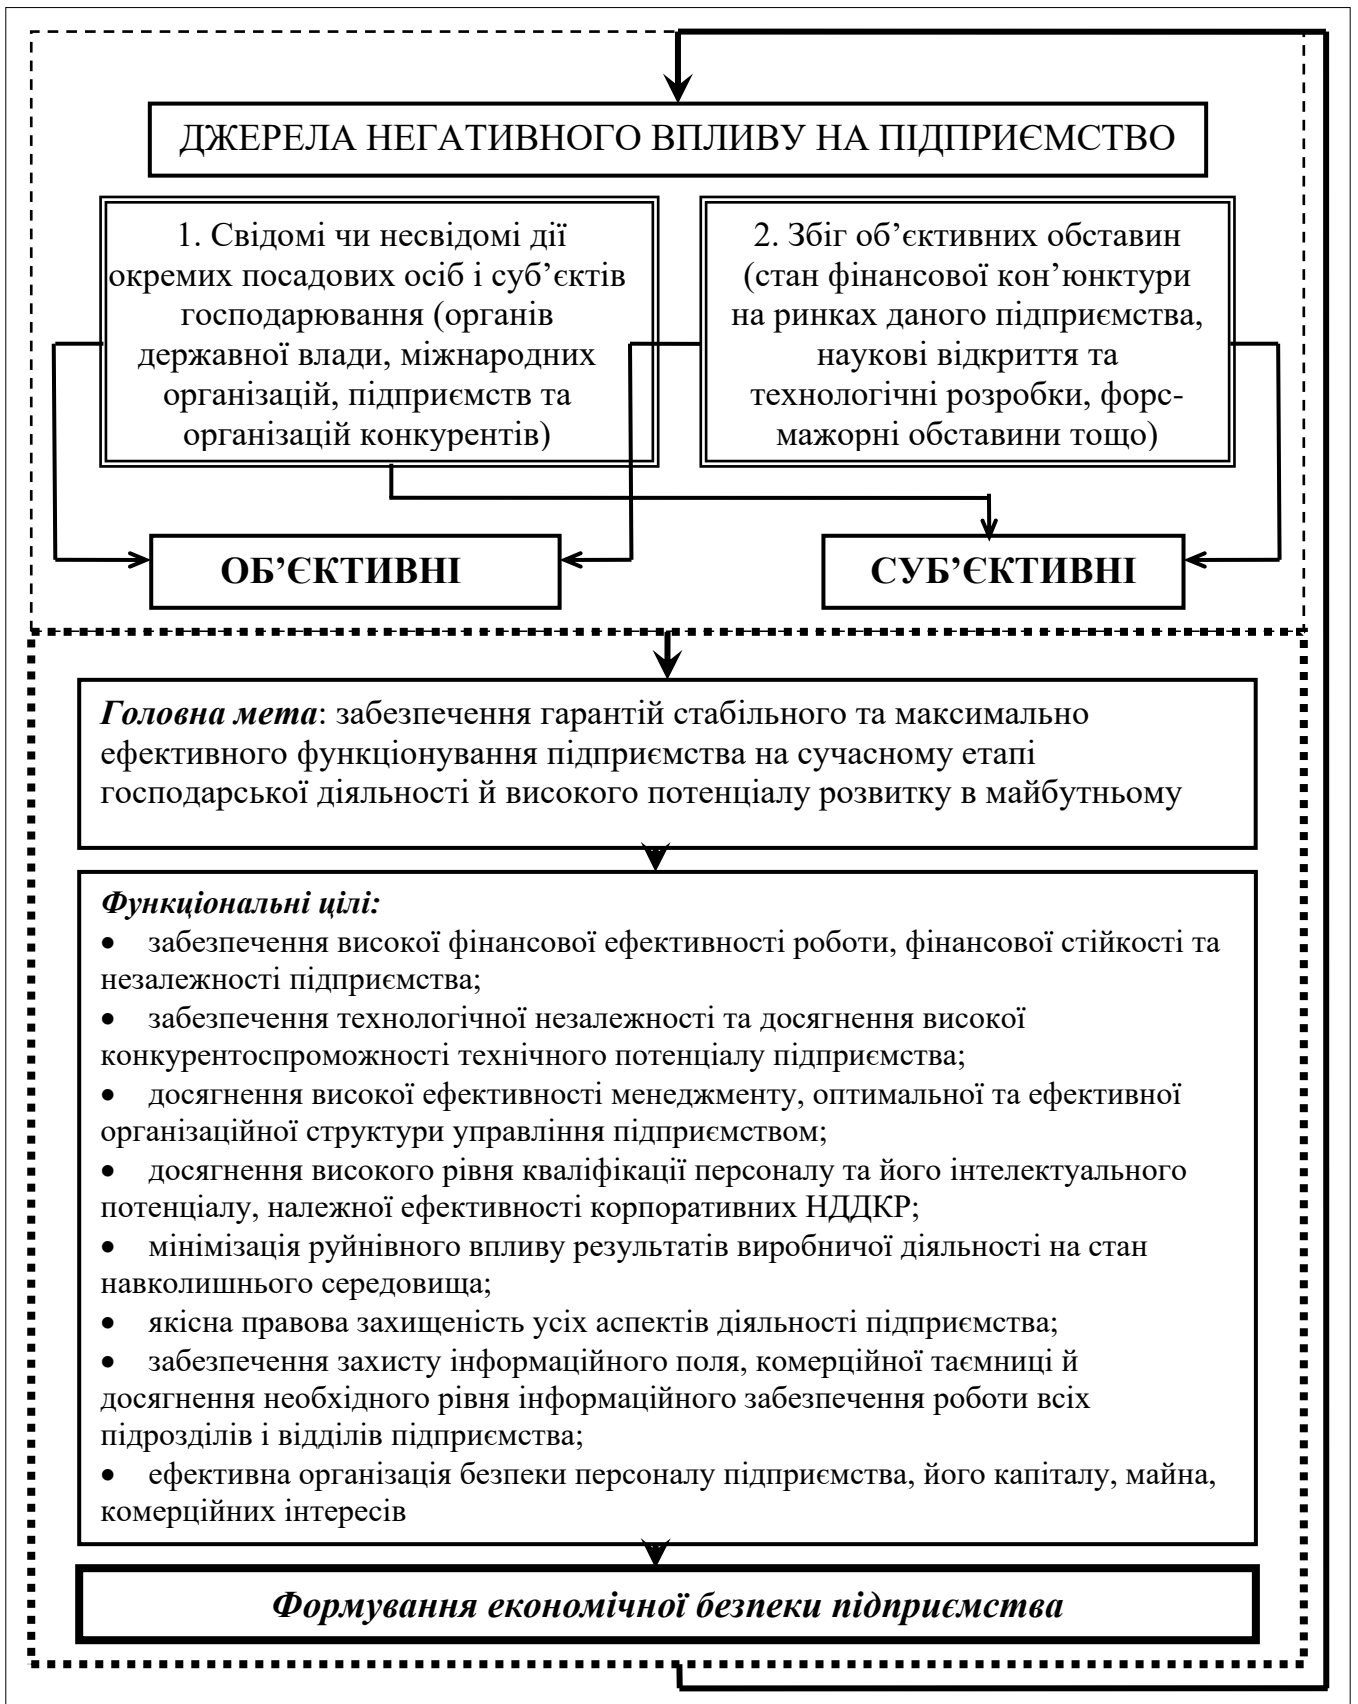 ДЖЕРЕЛА НЕГАТИВНОГО ВПЛИВУ НА ПІДПРИЄМСТВО
1. Свідомі чи несвідомі дії
окремих посадових осіб і суб’єктів
господарювання (органів
державної влади, міжнародних
організацій, підприємств та
організацій конкурентів)
2. Збіг об’єктивних обставин
(стан фінансової кон’юнктури
на ринках даного підприємства,
наукові відкриття та
технологічні розробки, форс-
мажорні обставини тощо)
ОБ’ЄКТИВНІ
СУБ’ЄКТИВНІ
Головна мета: забезпечення гарантій стабільного та максимально
ефективного функціонування підприємства на сучасному етапі
господарської діяльності й високого потенціалу розвитку в майбутньому
Функціональні цілі:
• забезпечення високої фінансової ефективності роботи, фінансової стійкості та
незалежності підприємства;
• забезпечення технологічної незалежності та досягнення високої
конкурентоспроможності технічного потенціалу підприємства;
• досягнення високої ефективності менеджменту, оптимальної та ефективної
організаційної структури управління підприємством;
• досягнення високого рівня кваліфікації персоналу та його інтелектуального
потенціалу, належної ефективності корпоративних НДДКР;
• мінімізація руйнівного впливу результатів виробничої діяльності на стан
навколишнього середовища;
• якісна правова захищеність усіх аспектів діяльності підприємства;
• забезпечення захисту інформаційного поля, комерційної таємниці й
досягнення необхідного рівня інформаційного забезпечення роботи всіх
підрозділів і відділів підприємства;
• ефективна організація безпеки персоналу підприємства, його капіталу, майна,
комерційних інтересів
Формування економічної безпеки підприємства